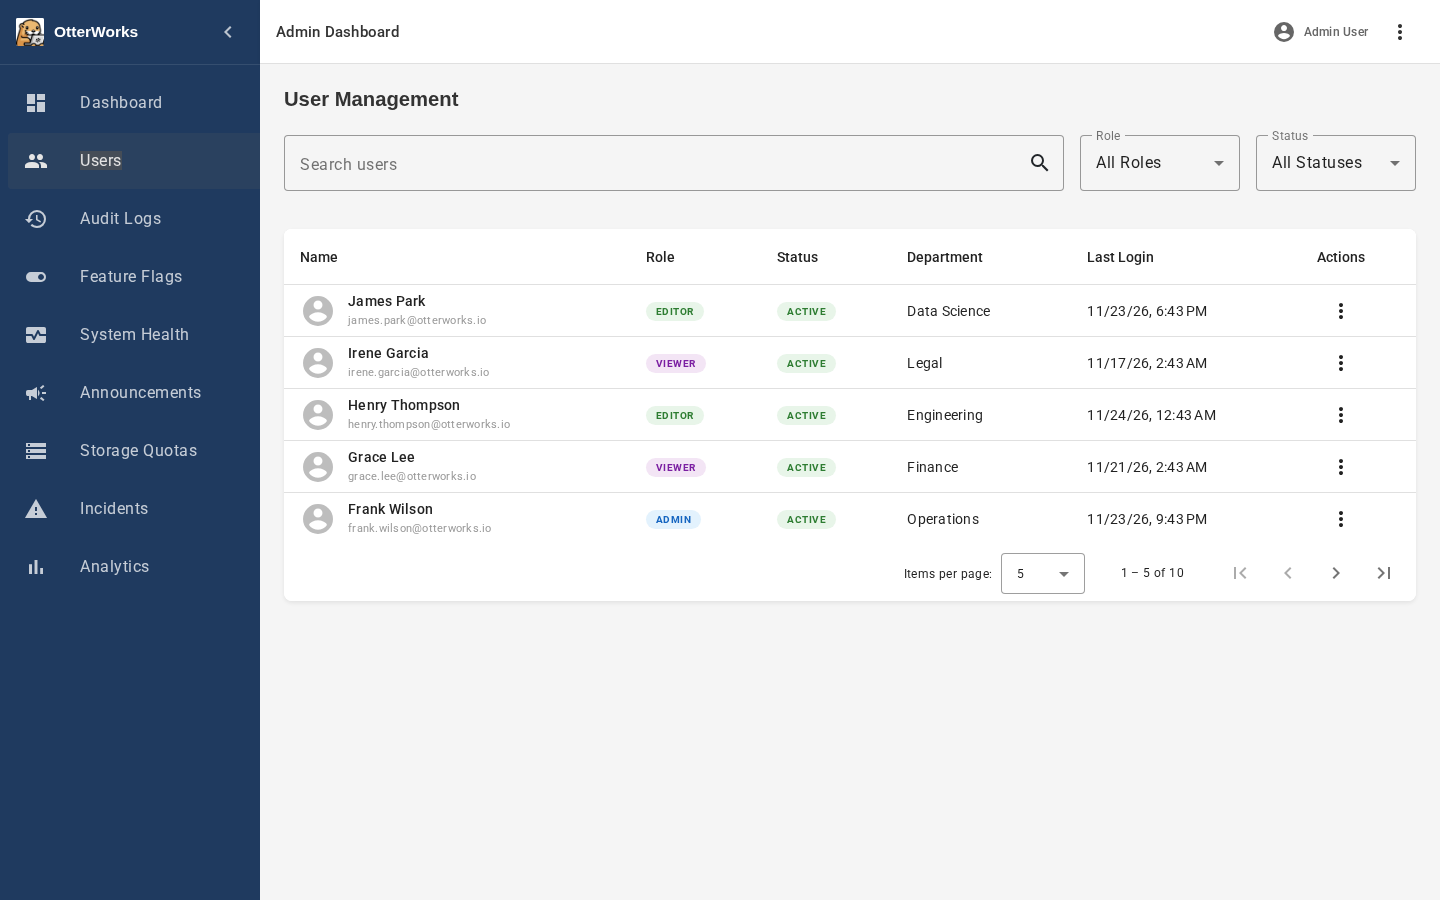 OtterWorks
Admin Dashboard
Admin User
Dashboard
Users
Audit Logs
Feature Flags
System Health
Announcements
Storage Quotas
Incidents
Analytics
User Management
Search users
Role
All Roles
Status
All Statuses
Name Role Status Department Last Login Actions
James Park
james.park@otterworks.io
EDITOR ACTIVE Data Science 11/23/26, 6:43 PM
Irene Garcia
irene.garcia@otterworks.io
VIEWER ACTIVE Legal 11/17/26, 2:43 AM
Henry Thompson
henry.thompson@otterworks.io
EDITOR ACTIVE Engineering 11/24/26, 12:43 AM
Grace Lee
grace.lee@otterworks.io
VIEWER ACTIVE Finance 11/21/26, 2:43 AM
Frank Wilson
frank.wilson@otterworks.io
ADMIN ACTIVE Operations 11/23/26, 9:43 PM
Items per page: 5 1 – 5 of 10